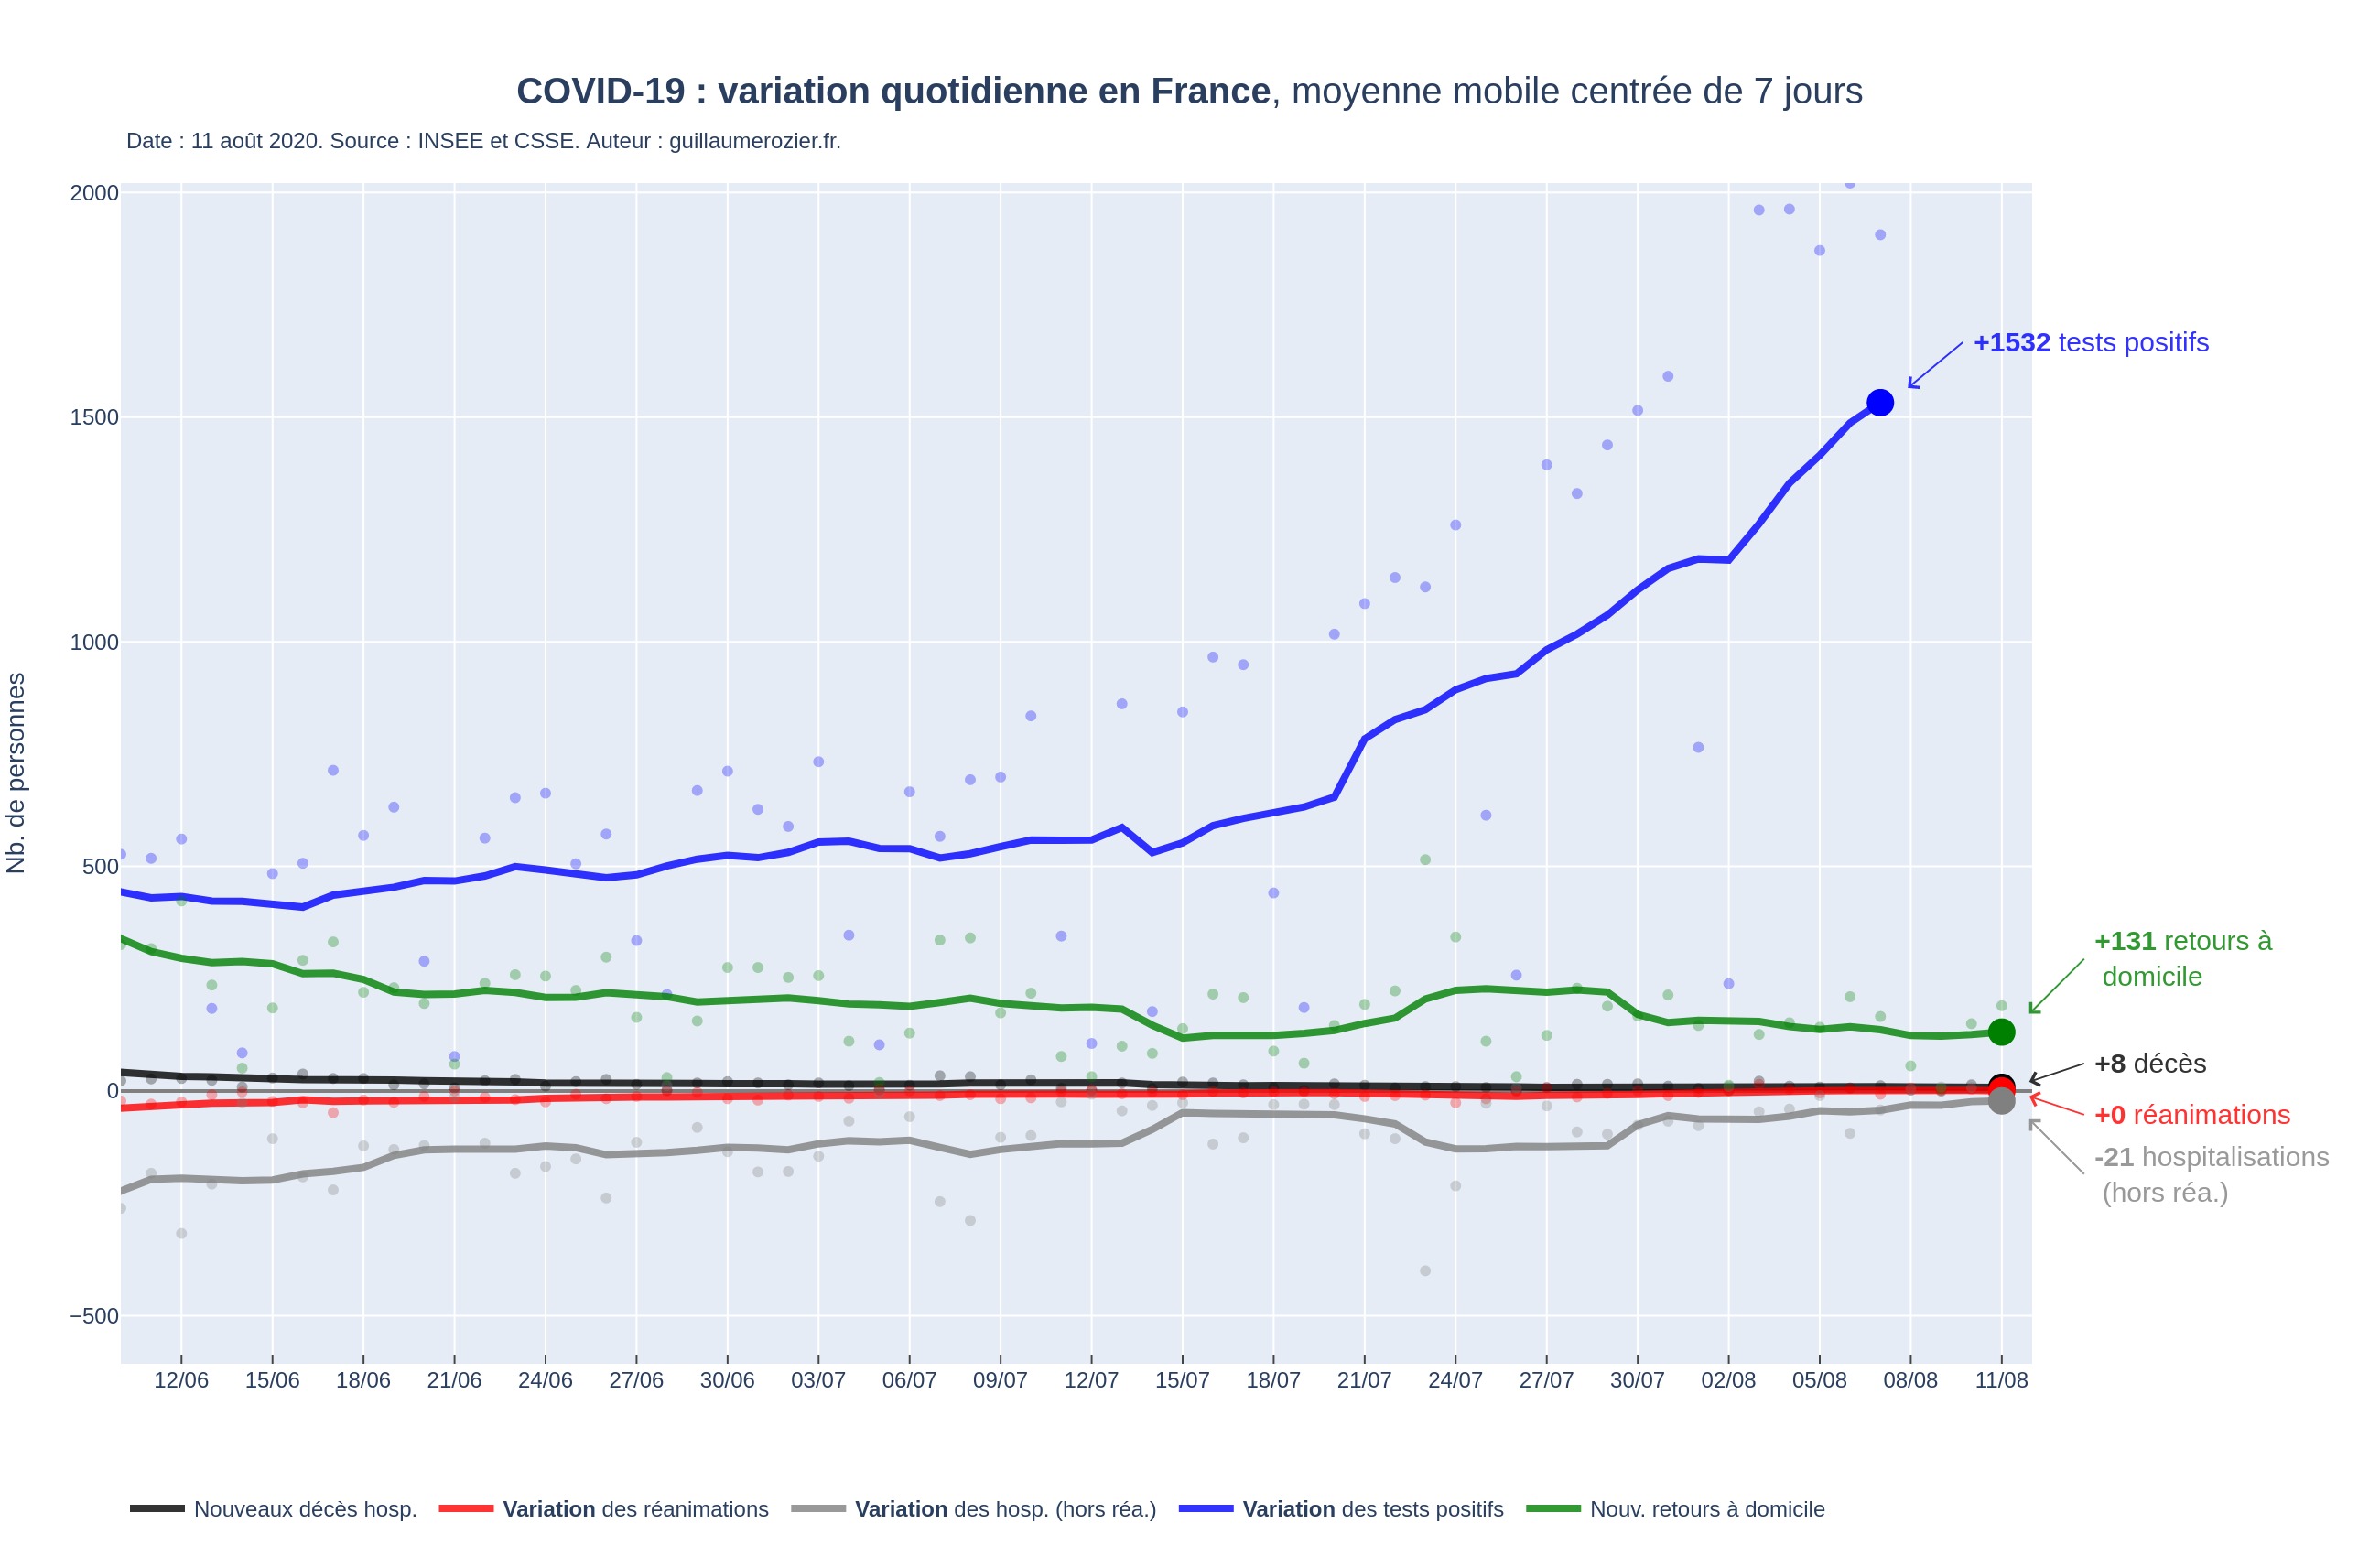 COVID-19 : variation quotidienne en France, moyenne mobile centrée de 7 jours
Date : 11 août 2020. Source : INSEE et CSSE. Auteur : guillaumerozier.fr.
Nb. de personnes
2000
1500
1000
500
0
−500
+1532 tests positifs
+131 retours à
domicile
+8 décès
+0 réanimations
-21 hospitalisations
(hors réa.)
12/06 15/06 18/06 21/06 24/06 27/06 30/06 03/07 06/07 09/07 12/07 15/07 18/07 21/07 24/07 27/07 30/07 02/08 05/08 08/08 11/08
Nouveaux décès hosp. Variation des réanimations Variation des hosp. (hors réa.) Variation des tests positifs Nouv. retours à domicile